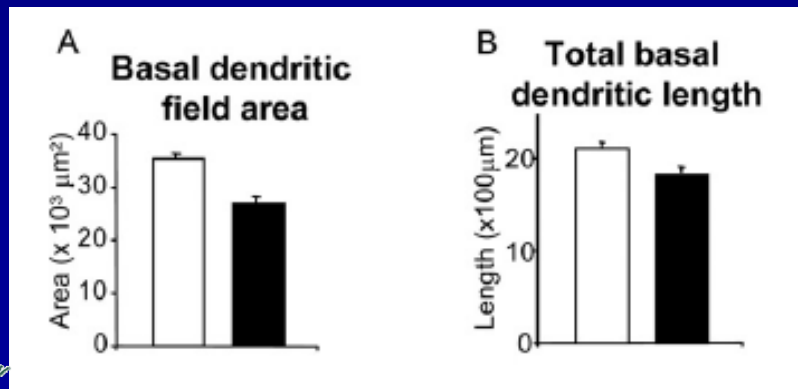 A
Basal dendritic
field area
Area (x 10³ µm²)
40
30
20
10
0
B
Total basal
dendritic length
Length (x100µm)
20
10
0